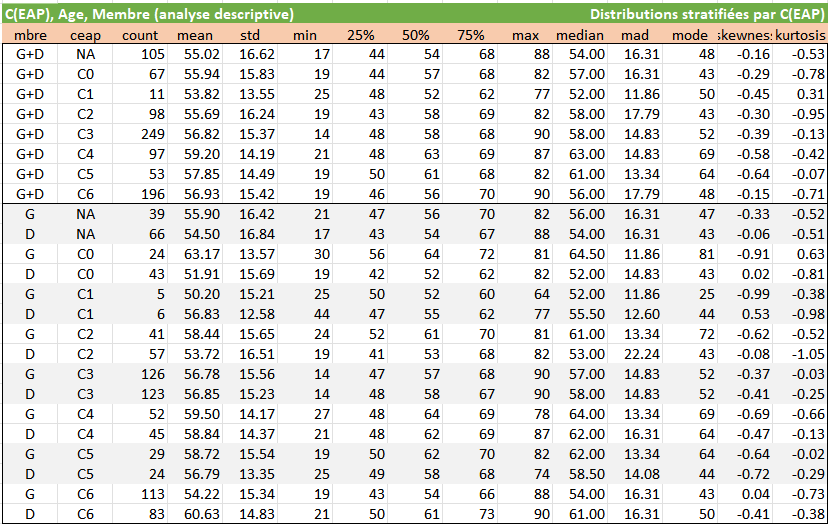 C(EAP), Age, Membre (analyse descriptive) Distributions stratifiées par C(EAP)
mbre ceap count mean std min 25% 50% 75% max median mad mode skewness kurtosis
G+D NA 105 55.02 16.62 17 44 54 68 88 54.00 16.31 48 -0.16 -0.53
G+D C0 67 55.94 15.83 19 44 57 68 82 57.00 16.31 43 -0.29 -0.78
G+D C1 11 53.82 13.55 25 48 52 62 77 52.00 11.86 50 -0.45 0.31
G+D C2 98 55.69 16.24 19 43 58 69 82 58.00 17.79 43 -0.30 -0.95
G+D C3 249 56.82 15.37 14 48 58 68 90 58.00 14.83 52 -0.39 -0.13
G+D C4 97 59.20 14.19 21 48 63 69 87 63.00 14.83 69 -0.58 -0.42
G+D C5 53 57.85 14.49 19 50 61 68 82 61.00 13.34 64 -0.64 -0.07
G+D C6 196 56.93 15.42 19 46 56 70 90 56.00 17.79 48 -0.15 -0.71
G NA 39 55.90 16.42 21 47 56 70 82 56.00 16.31 47 -0.33 -0.52
D NA 66 54.50 16.84 17 43 54 67 88 54.00 16.31 43 -0.06 -0.51
G C0 24 63.17 13.57 30 56 64 72 81 64.50 11.86 81 -0.91 0.63
D C0 43 51.91 15.69 19 42 52 62 82 52.00 14.83 43 0.02 -0.81
G C1 5 50.20 15.21 25 50 52 60 64 52.00 11.86 25 -0.99 -0.38
D C1 6 56.83 12.58 44 47 55 62 77 55.50 12.60 44 0.53 -0.98
G C2 41 58.44 15.65 24 52 61 70 81 61.00 13.34 72 -0.62 -0.52
D C2 57 53.72 16.51 19 41 53 68 82 53.00 22.24 43 -0.08 -1.05
G C3 126 56.78 15.56 14 47 57 68 90 57.00 14.83 52 -0.37 -0.03
D C3 123 56.85 15.23 14 48 58 67 90 58.00 14.83 52 -0.41 -0.25
G C4 52 59.50 14.17 27 48 64 69 78 64.00 13.34 69 -0.69 -0.66
D C4 45 58.84 14.37 21 48 62 69 87 62.00 16.31 64 -0.47 -0.13
G C5 29 58.72 15.54 19 50 62 70 82 62.00 13.34 64 -0.64 -0.02
D C5 24 56.79 13.35 25 49 58 68 74 58.50 14.08 44 -0.72 -0.29
G C6 113 54.22 15.34 19 43 54 66 88 54.00 16.31 43 0.04 -0.73
D C6 83 60.63 14.83 21 50 61 73 90 61.00 16.31 50 -0.41 -0.38